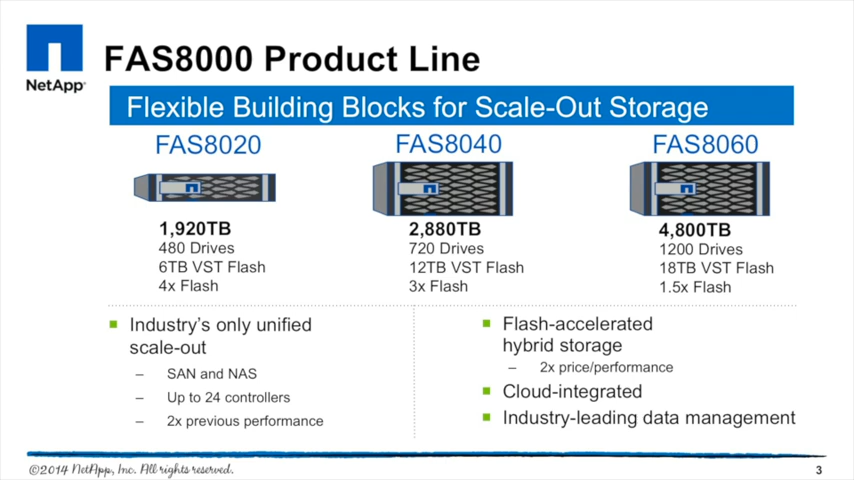 NetApp®
FAS8000 Product Line
Flexible Building Blocks for Scale-Out Storage
FAS8020
1,920TB
480 Drives
6TB VST Flash
4x Flash
FAS8040
2,880TB
720 Drives
12TB VST Flash
3x Flash
FAS8060
4,800TB
1200 Drives
18TB VST Flash
1.5x Flash
Industry's only unified
scale-out
– SAN and NAS
– Up to 24 controllers
– 2x previous performance
Flash-accelerated
hybrid storage
– 2x price/performance
Cloud-integrated
Industry-leading data management
©2014 NetApp, Inc. All rights reserved.
3